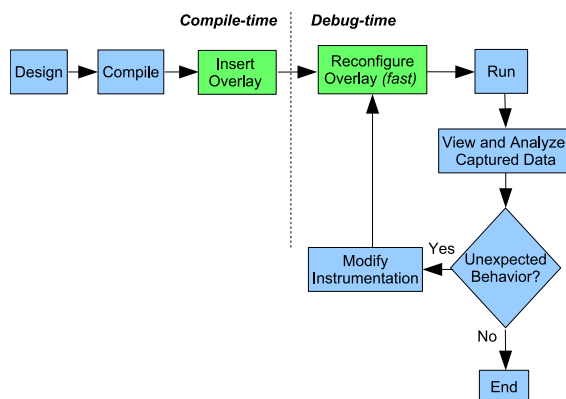 Compile-time
Debug-time
Design
Compile
Insert
Overlay
Reconfigure
Overlay (fast)
Run
View and Analyze
Captured Data
Unexpected
Behavior?
Yes
Modify
Instrumentation
No
End